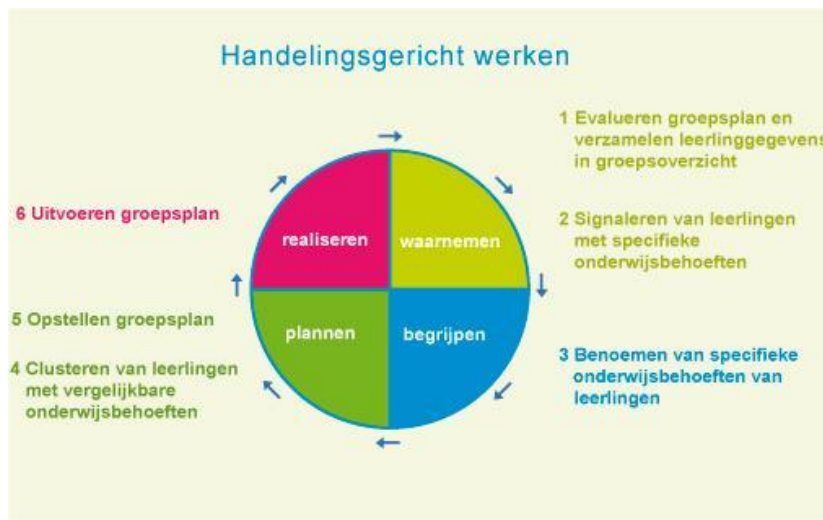 Handelingsgericht werken
1 Evalueren groepsplan en
verzamelen leerlinggegevens
in groepsoverzicht
6 Uitvoeren groepsplan
realiseren
waarnemen
2 Signaleren van leerlingen
met specifieke
onderwijsbehoeften
5 Opstellen groepsplan
plannen
begrijpen
4 Clusteren van leerlingen
met vergelijkbare
onderwijsbehoeften
3 Benoemen van specifieke
onderwijsbehoeften van
leerlingen